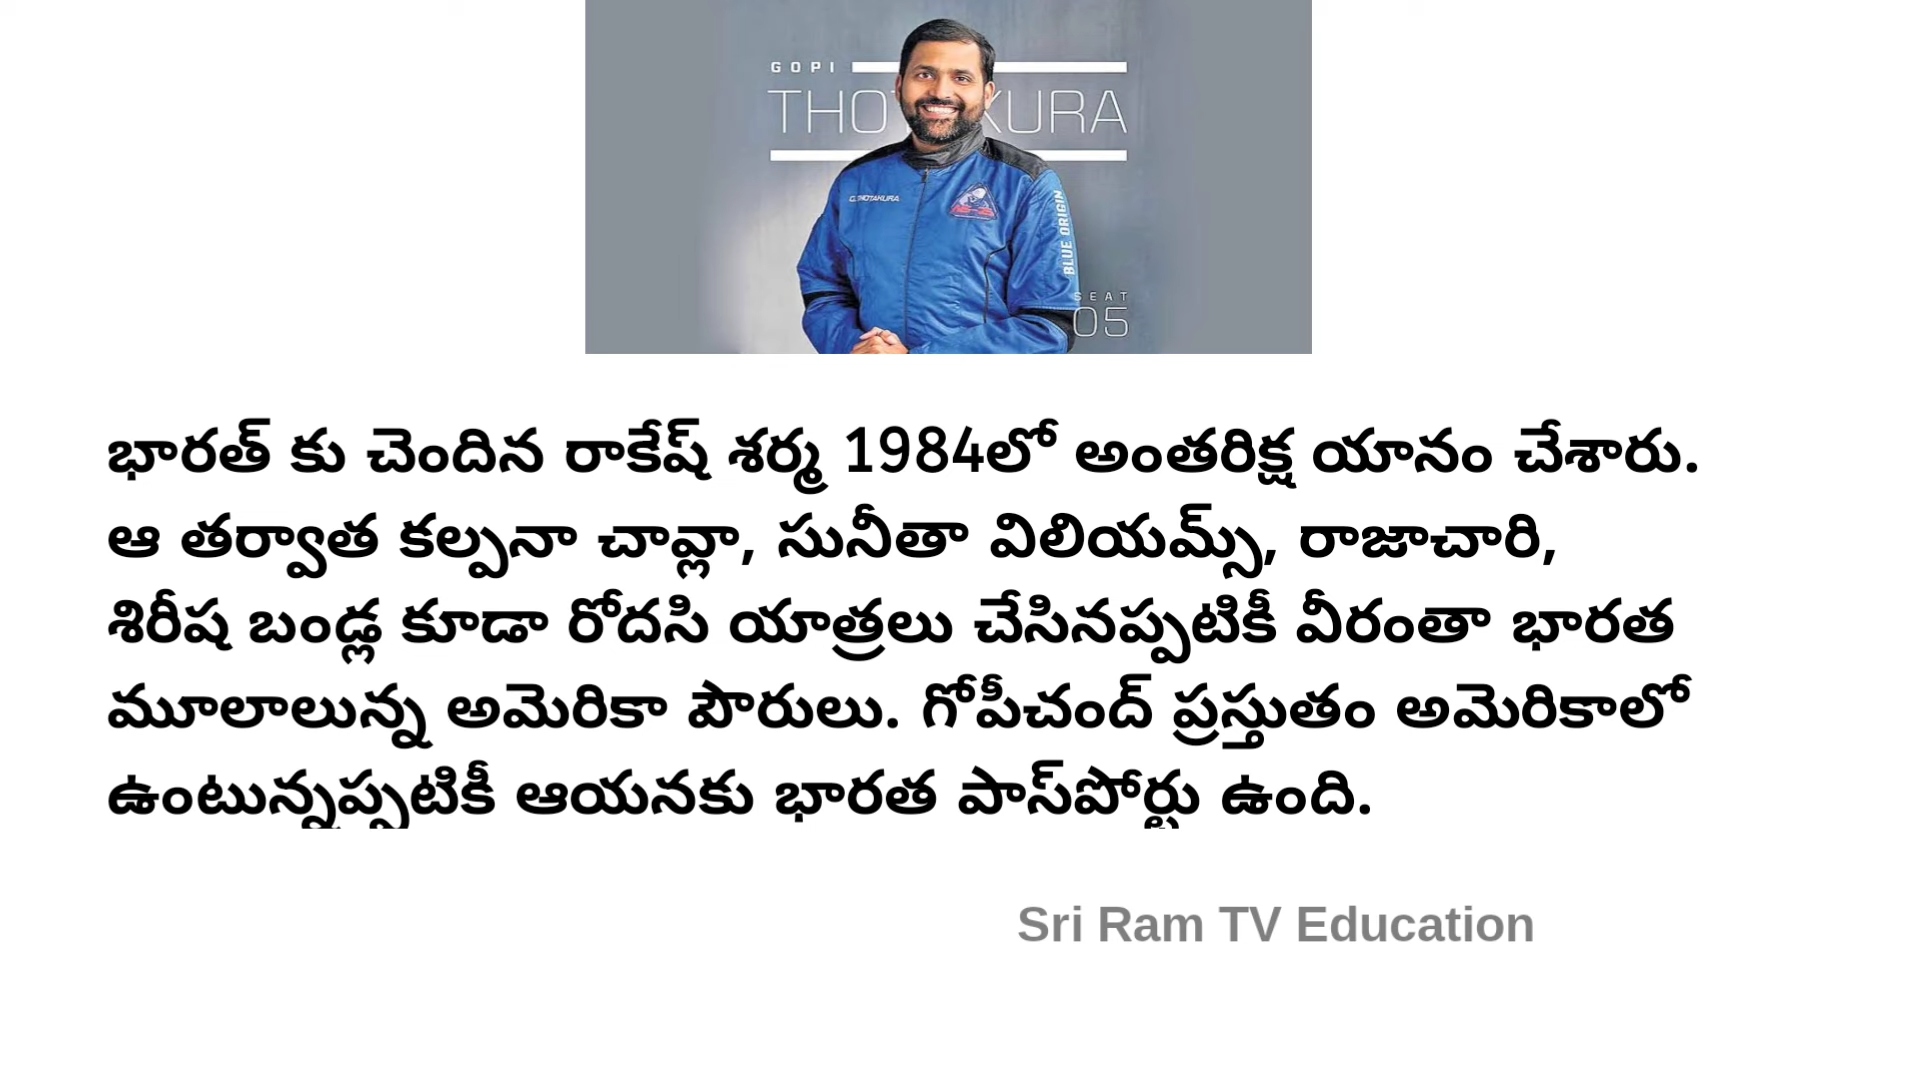 GOPI
THOTAKURA
G. THOTAKURA
BLUE ORIGIN
SEAT
05
భారత్ కు చెందిన రాకేష్ శర్మ 1984లో అంతరిక్ష యానం చేశారు.
ఆ తర్వాత కల్పనా చావ్లా, సునీతా విలియమ్స్, రాజాచారి,
శిరీష బండ్ల కూడా రోదసి యాత్రలు చేసినప్పటికీ వీరంతా భారత
మూలాలున్న అమెరికా పౌరులు. గోపీచంద్ ప్రస్తుతం అమెరికాలో
ఉంటున్నప్పటికీ ఆయనకు భారత పాస్‌పోర్టు ఉంది.
Sri Ram TV Education